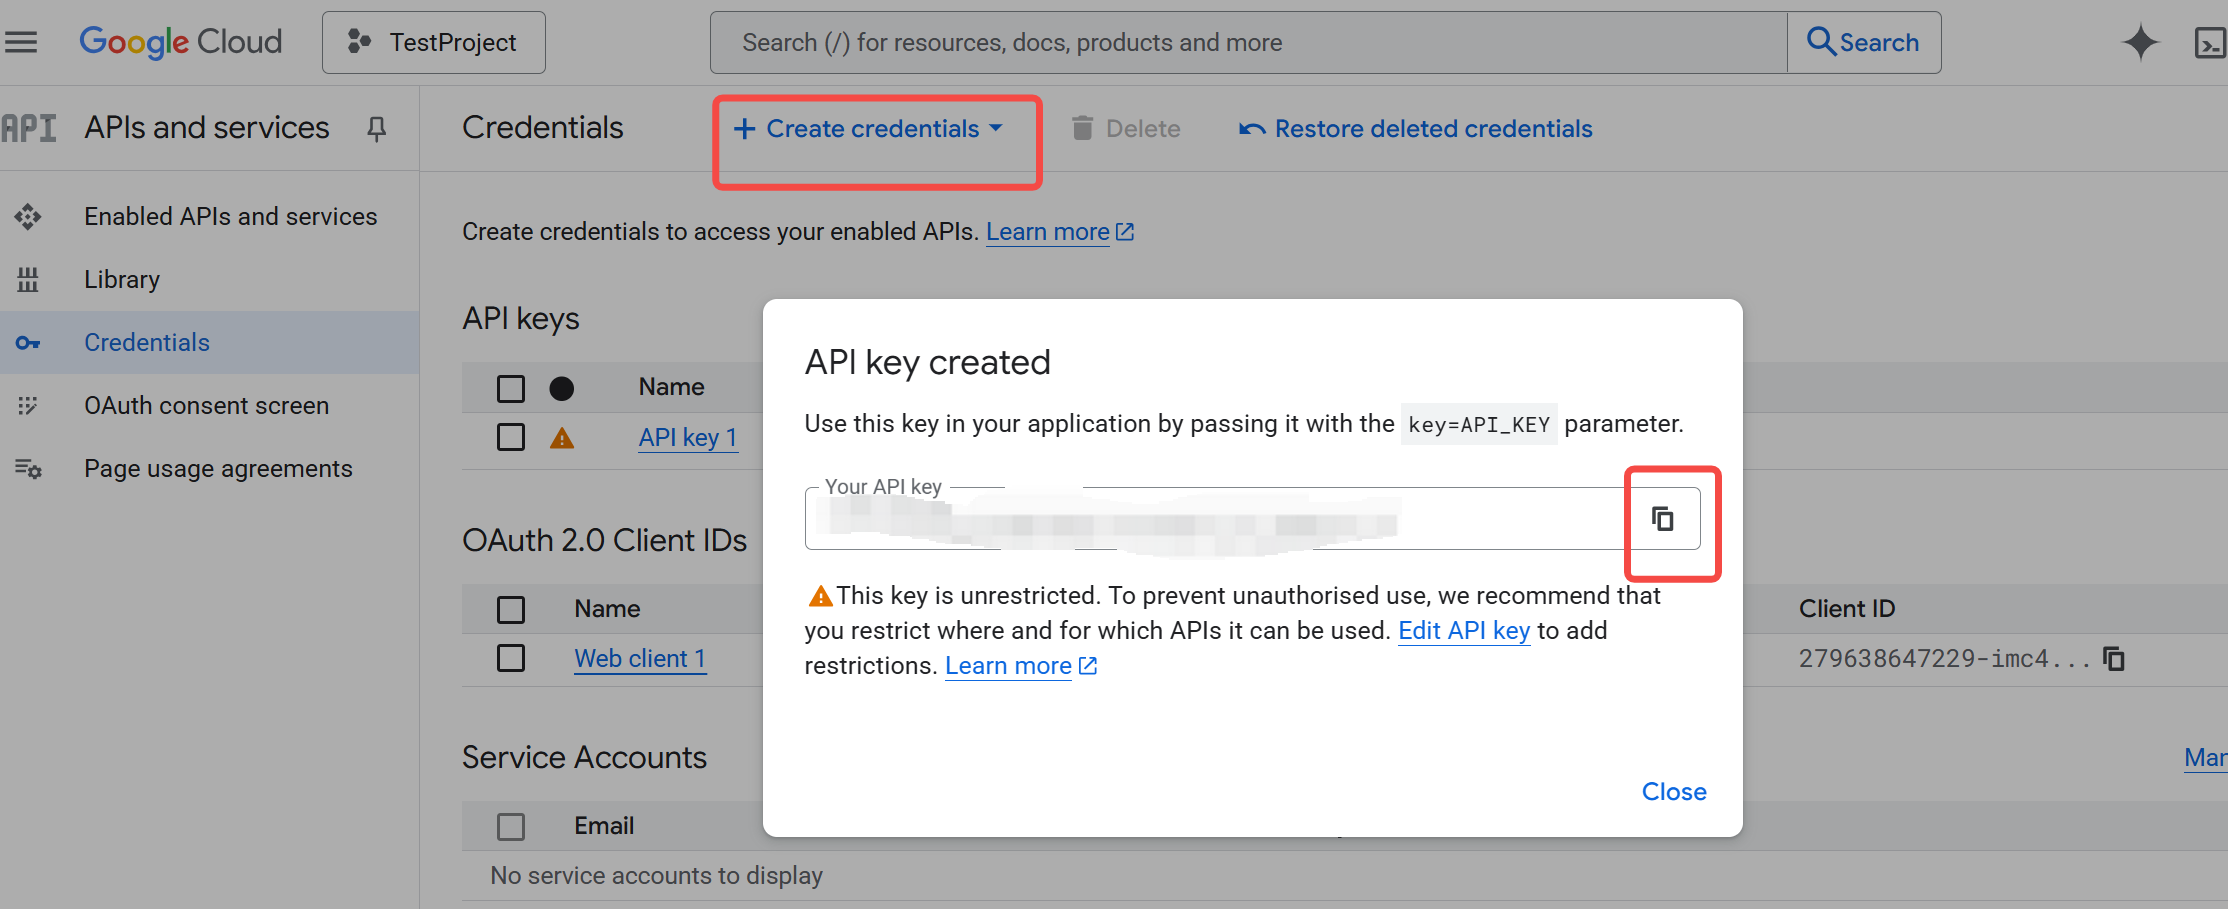 Google Cloud
TestProject
Search (/) for resources, docs, products and more
Search
API
APIs and services
Credentials
Create credentials
Delete
Restore deleted credentials
Enabled APIs and services
Library
Credentials
OAuth consent screen
Page usage agreements
Create credentials to access your enabled APIs. Learn more
API keys
Name
API key 1
OAuth 2.0 Client IDs
Name
Client ID
Web client 1
279638647229-imc4...
Service Accounts
Email
No service accounts to display
API key created
Use this key in your application by passing it with the key=API_KEY parameter.
Your API key
This key is unrestricted. To prevent unauthorised use, we recommend that
you restrict where and for which APIs it can be used. Edit API key to add
restrictions. Learn more
Close